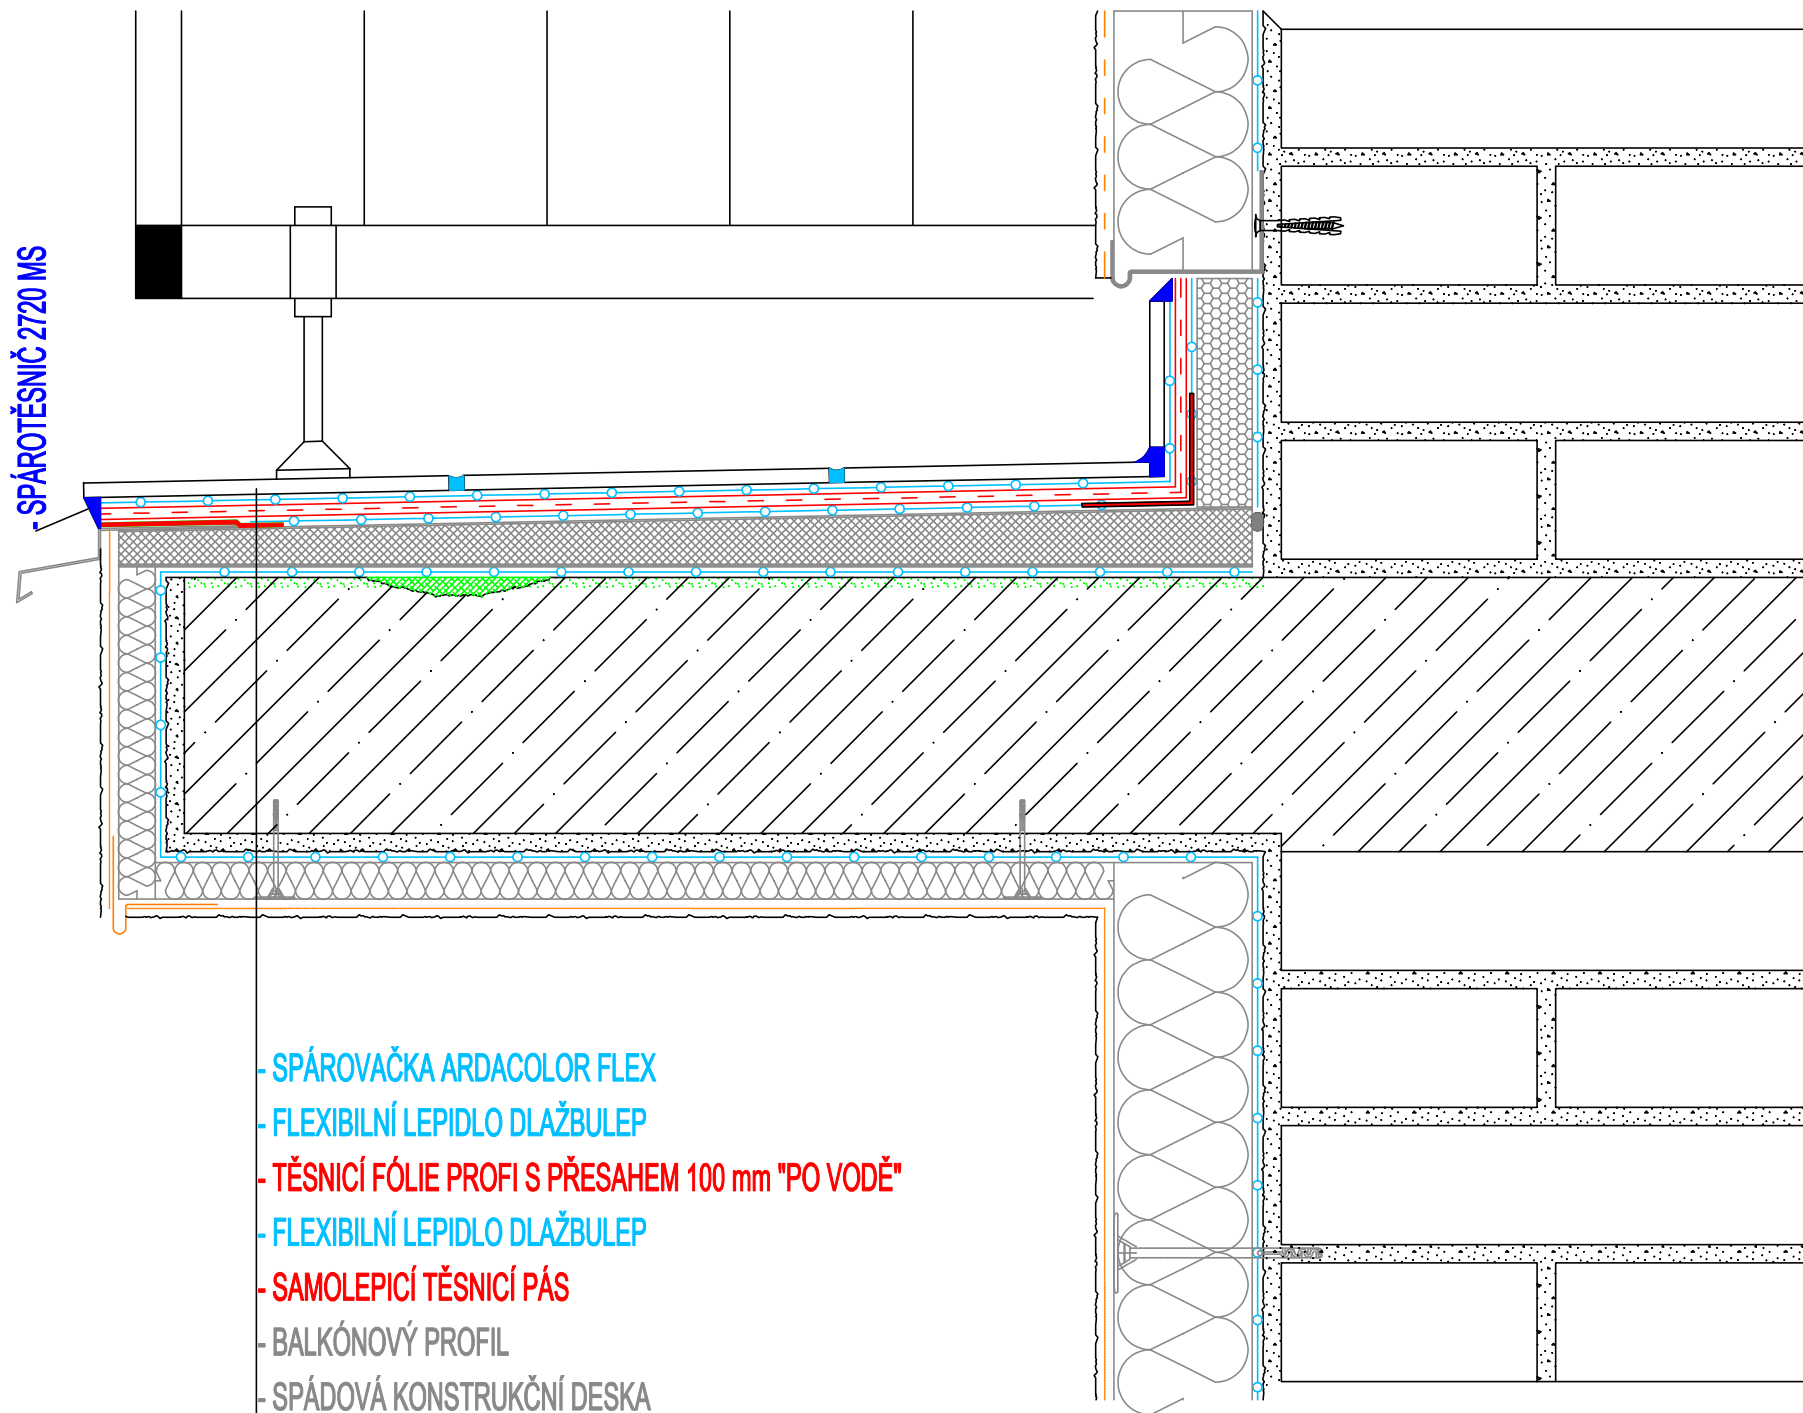 - SPÁROTĚSNIČ 2720 MS
- SPÁROVAČKA ARDACOLOR FLEX
- FLEXIBILNÍ LEPIDLO DLAŽBULEP
- TĚSNICÍ FÓLIE PROFI S PŘESAHEM 100 mm "PO VODĚ"
- FLEXIBILNÍ LEPIDLO DLAŽBULEP
- SAMOLEPICÍ TĚSNICÍ PÁS
- BALKÓNOVÝ PROFIL
- SPÁDOVÁ KONSTRUKČNÍ DESKA